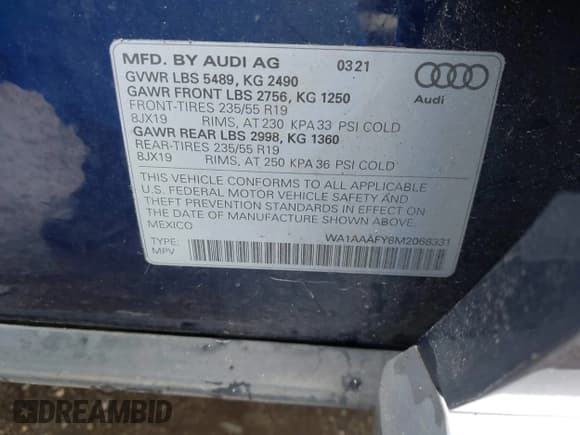 MFD. BY AUDI AG 0321
GVWR LBS 5489, KG 2490
GAWR FRONT LBS 2756, KG 1250
FRONT-TIRES 235/55 R19
8JX19 RIMS, AT 230 KPA 33 PSI COLD
GAWR REAR LBS 2998, KG 1360
REAR-TIRES 235/55 R19
8JX19 RIMS, AT 250 KPA 36 PSI COLD
Audi
THIS VEHICLE CONFORMS TO ALL APPLICABLE
U.S. FEDERAL MOTOR VEHICLE SAFETY AND
THEFT PREVENTION STANDARDS IN EFFECT ON
THE DATE OF MANUFACTURE SHOWN ABOVE.
MEXICO
TYPE: WA1AAAFY6M2066331
MPV
DREAMBID